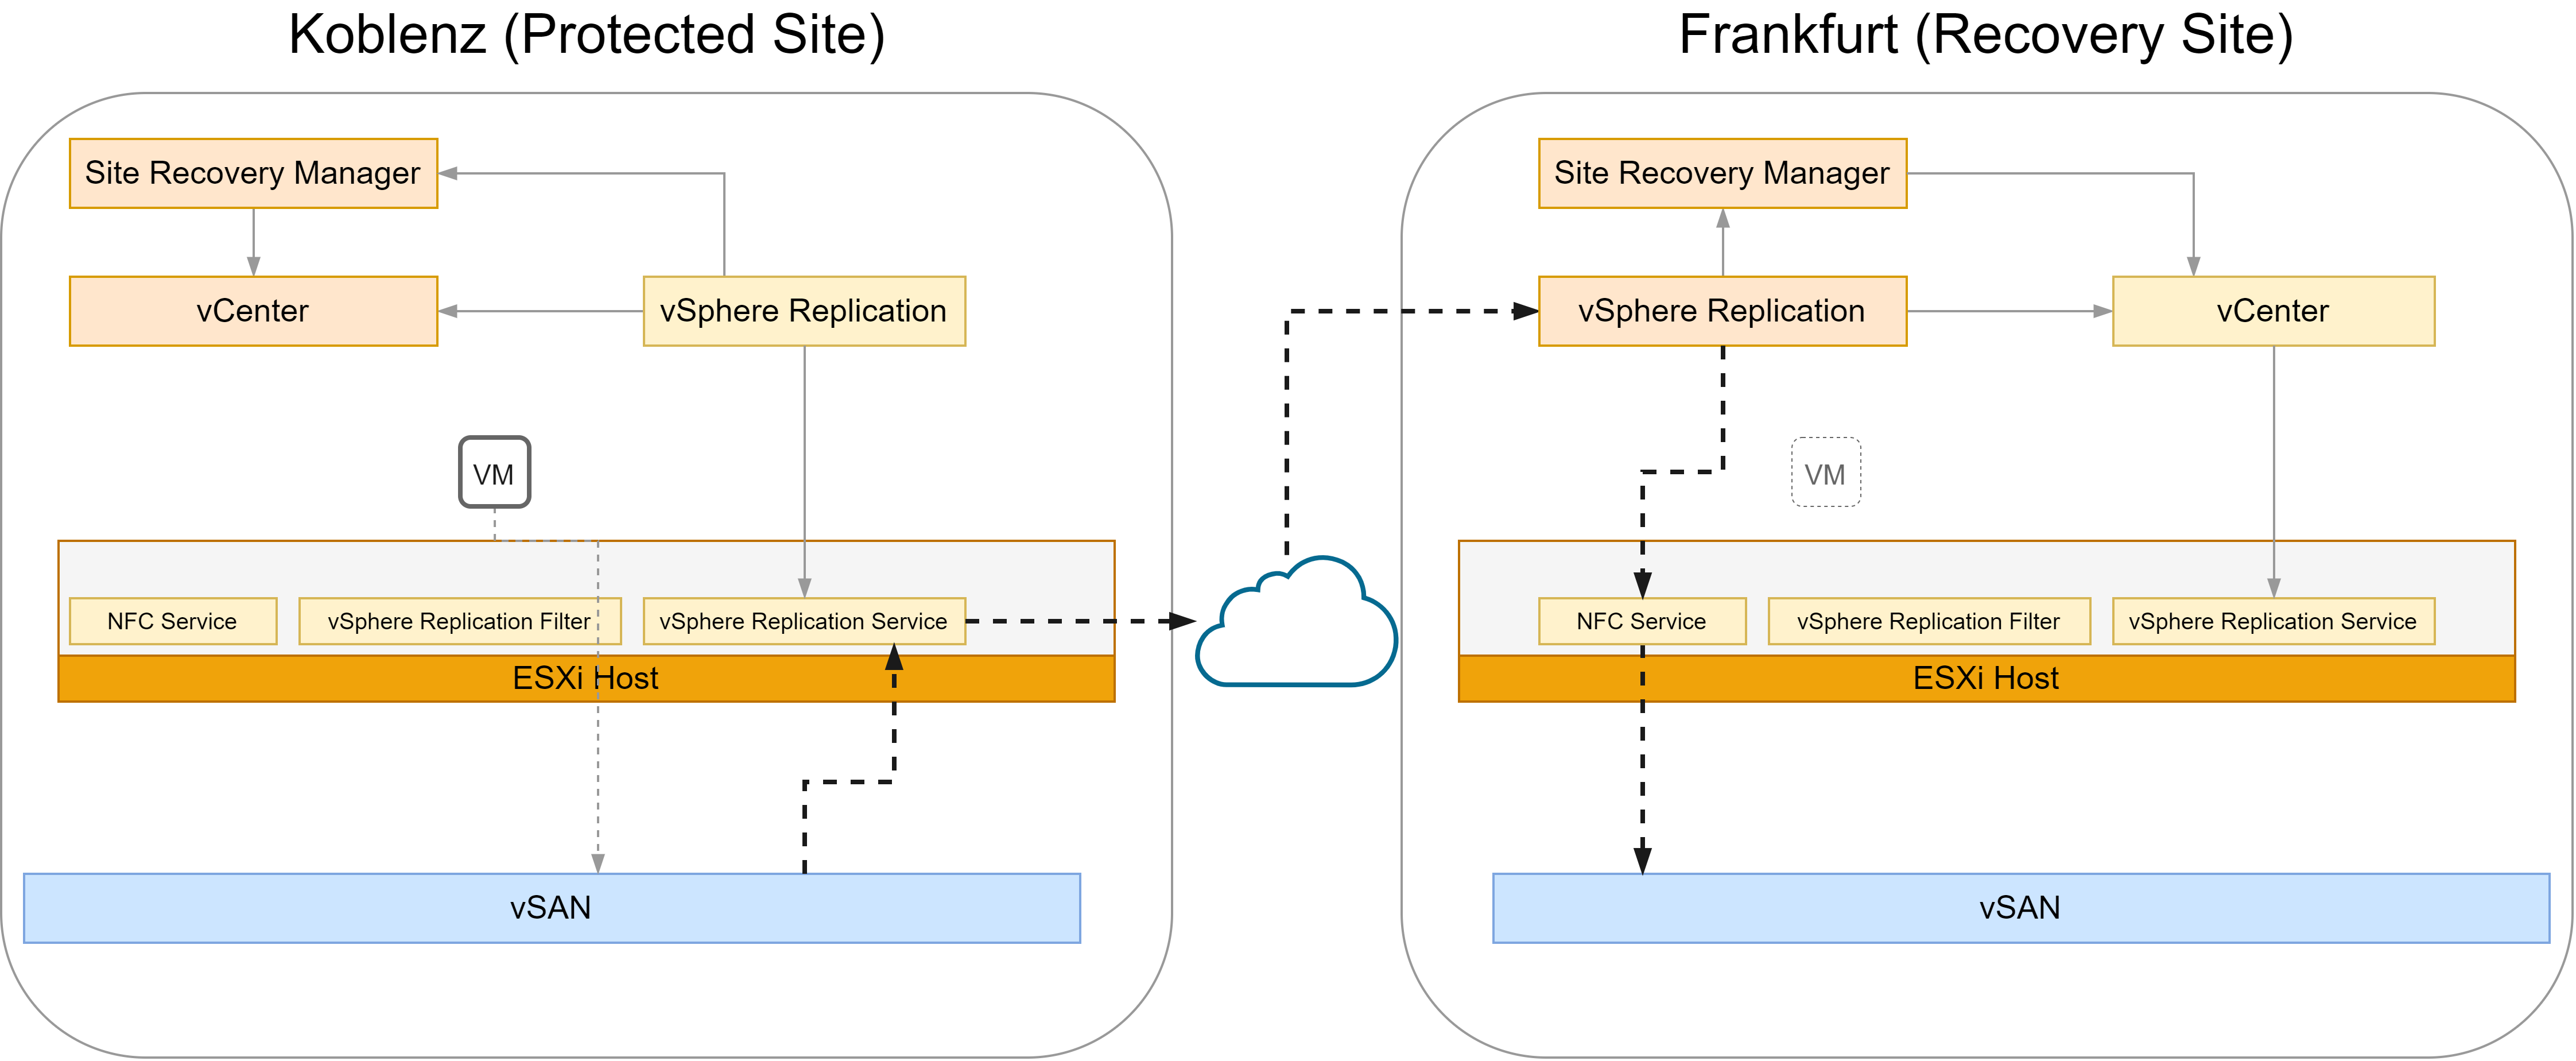 Koblenz (Protected Site)
Site Recovery Manager
vCenter
vSphere Replication
VM
NFC Service
vSphere Replication Filter
vSphere Replication Service
ESXi Host
vSAN
Frankfurt (Recovery Site)
Site Recovery Manager
vSphere Replication
vCenter
VM
NFC Service
vSphere Replication Filter
vSphere Replication Service
ESXi Host
vSAN